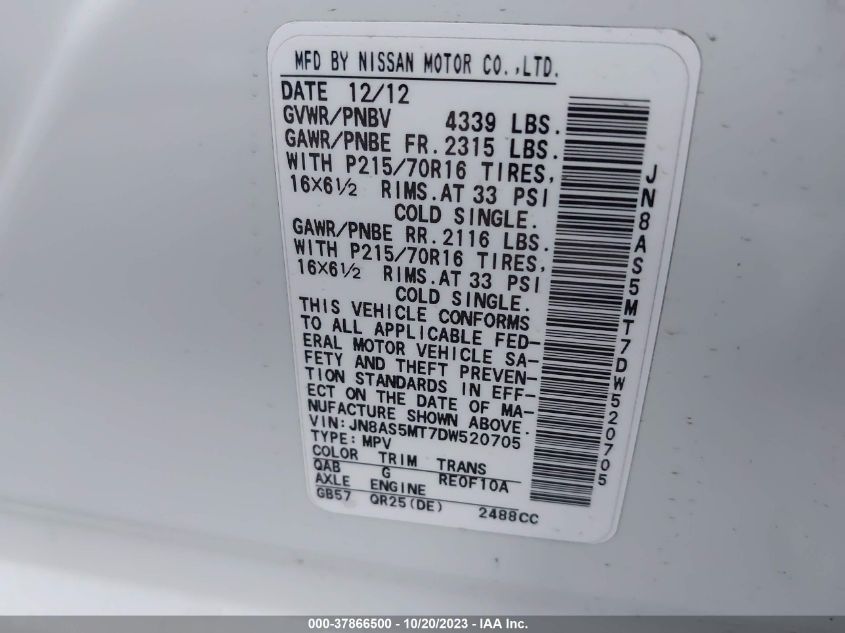 MFD BY NISSAN MOTOR CO.,LTD.
DATE 12/12
GVWR/PNBV 4339 LBS.
GAWR/PNBE FR. 2315 LBS.
WITH P215/70R16 TIRES,
16X6½ RIMS.AT 33 PSI
COLD SINGLE.
GAWR/PNBE RR. 2116 LBS.
WITH P215/70R16 TIRES,
16X6½ RIMS.AT 33 PSI
COLD SINGLE.
THIS VEHICLE CONFORMS
TO ALL APPLICABLE FED-
ERAL MOTOR VEHICLE SA-
FETY AND THEFT PREVEN-
TION STANDARDS IN EFF-
ECT ON THE DATE OF MA-
NUFACTURE SHOWN ABOVE.
VIN: JN8AS5MT7DW520705
TYPE: MPV
COLOR TRIM TRANS
QAB G RE0F10A
AXLE ENGINE
GB57 QR25(DE) 2488CC
JN8AS5MT7DW520705
000-37866500 - 10/20/2023 - IAA Inc.